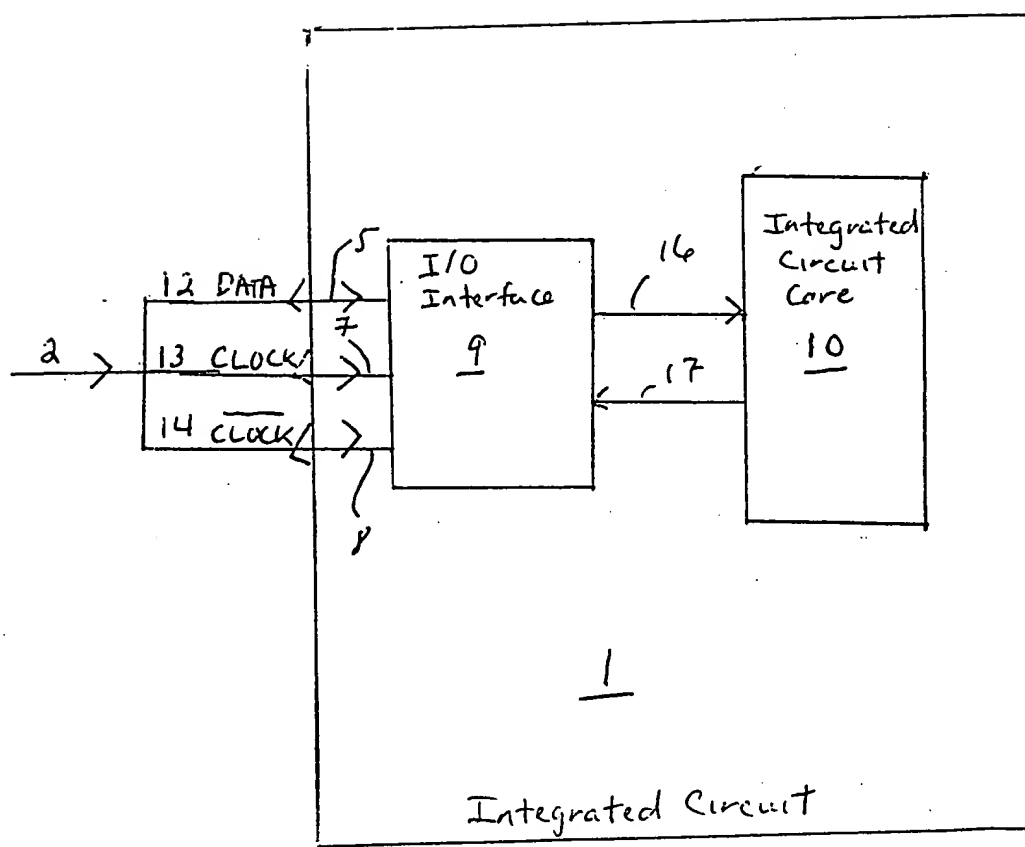 5
16
Integrated
Circuit
Core
10
I/O
Interface
9
12 DATA
7
2
13 CLOCK
17
14 C̅L̅O̅C̅K̅
8
1
Integrated Circuit